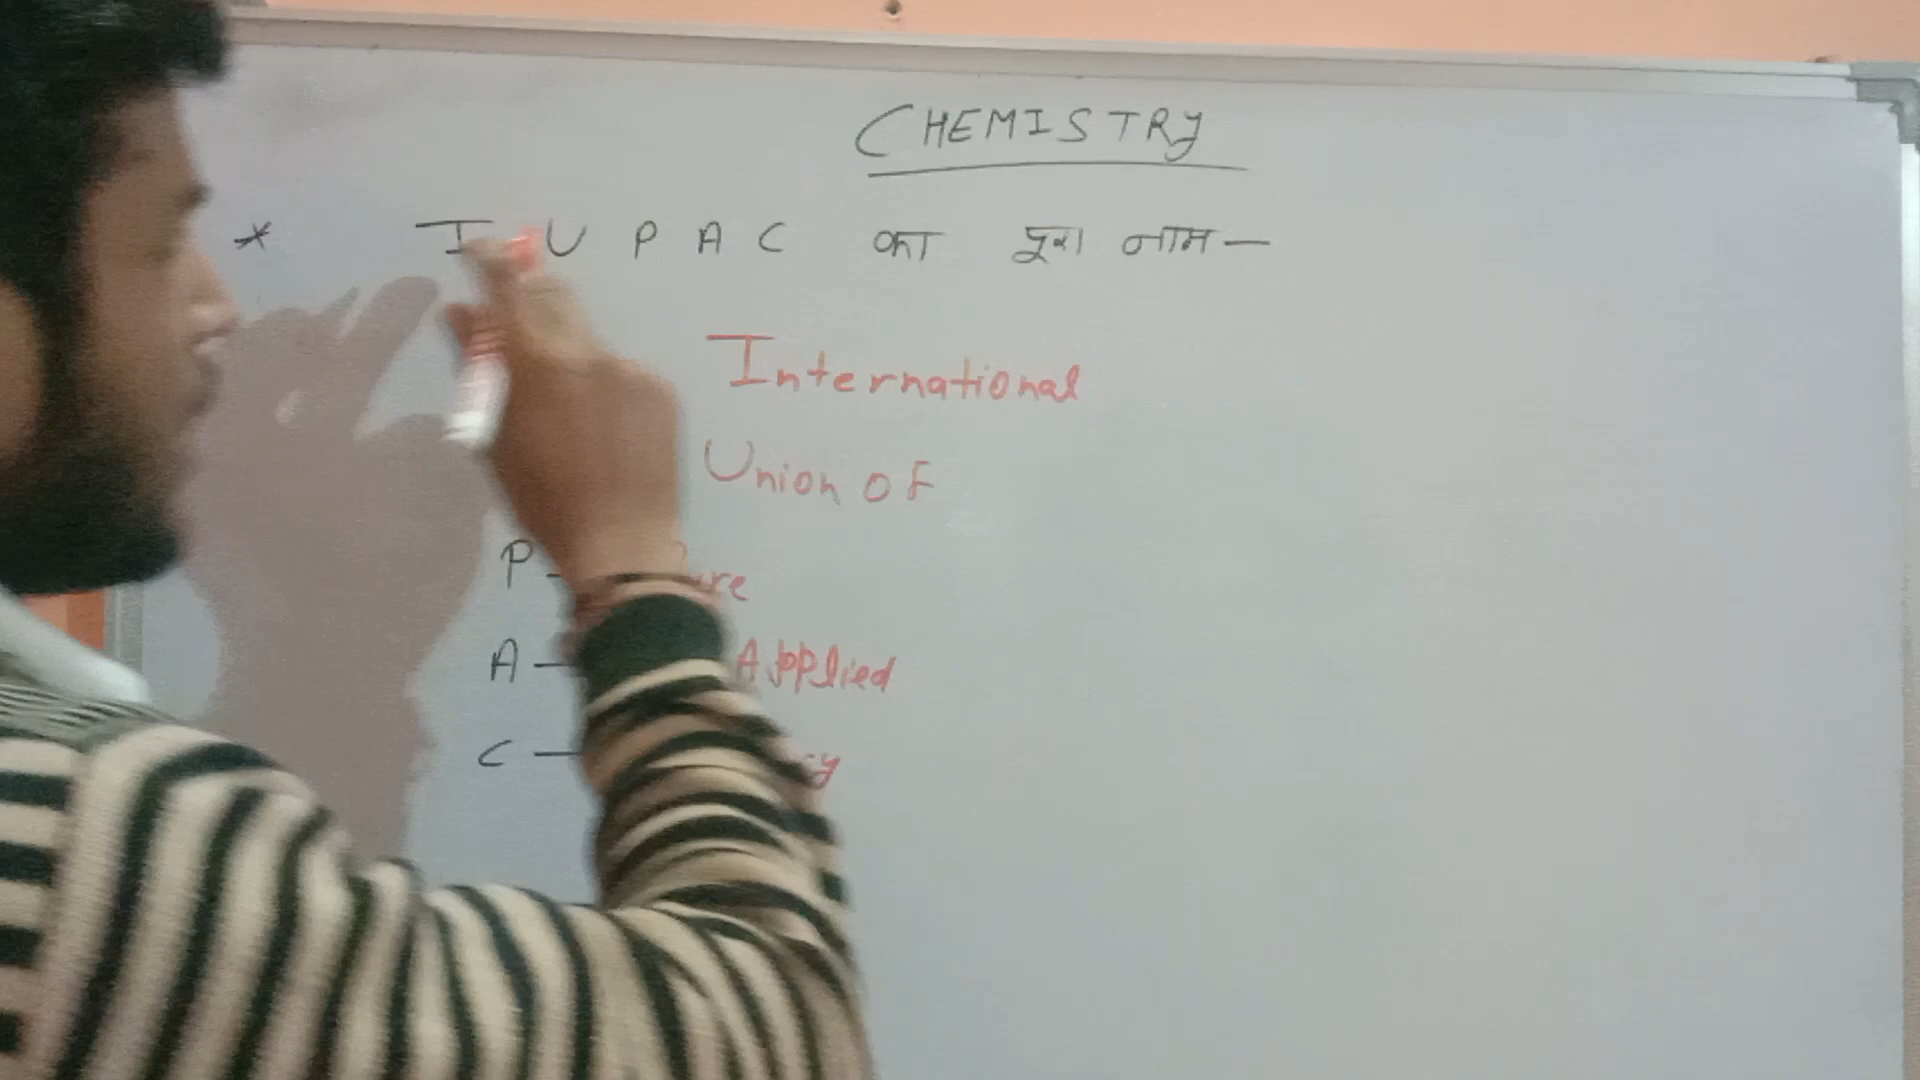 CHEMISTRY
* I U P A C का पुरा नाम —
International
Union of
P —
A — Applied
C —